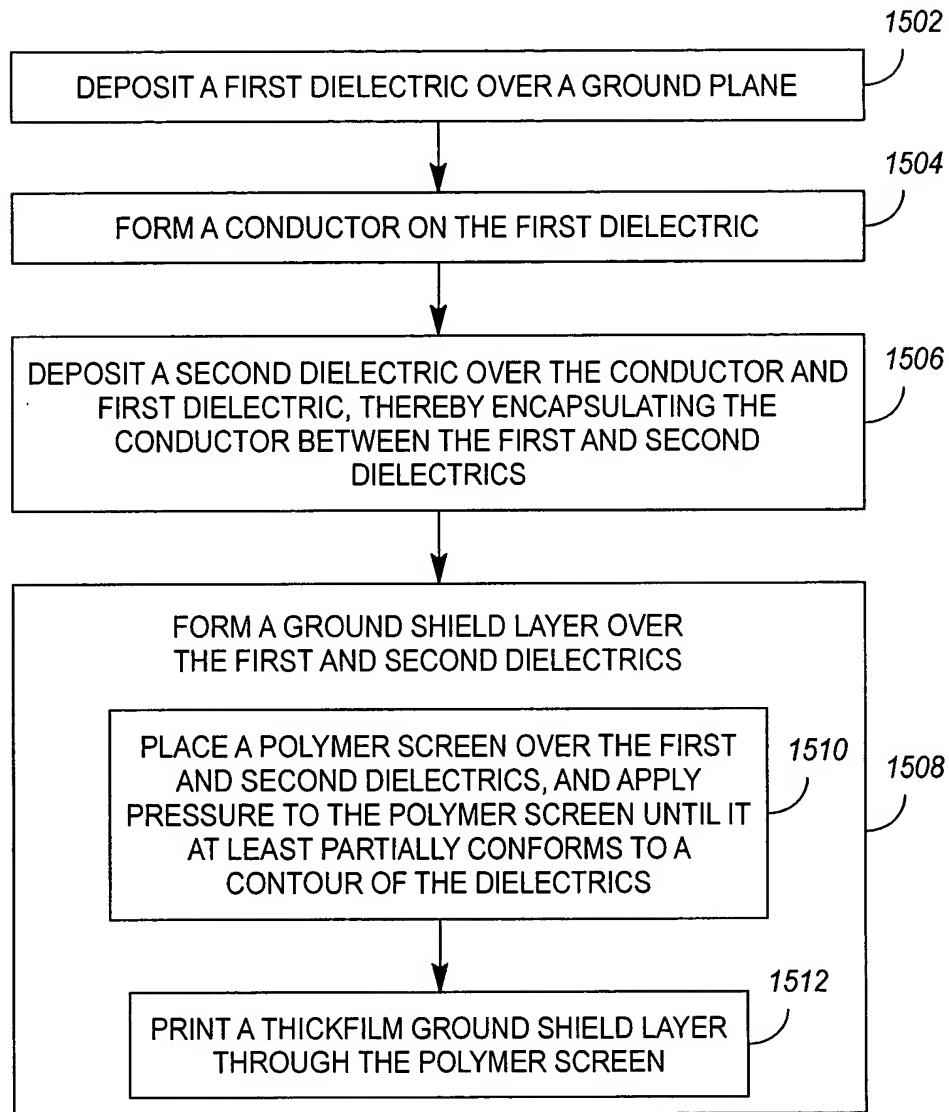 1502
DEPOSIT A FIRST DIELECTRIC OVER A GROUND PLANE
1504
FORM A CONDUCTOR ON THE FIRST DIELECTRIC
1506
DEPOSIT A SECOND DIELECTRIC OVER THE CONDUCTOR AND
FIRST DIELECTRIC, THEREBY ENCAPSULATING THE
CONDUCTOR BETWEEN THE FIRST AND SECOND
DIELECTRICS
FORM A GROUND SHIELD LAYER OVER
THE FIRST AND SECOND DIELECTRICS
1508
PLACE A POLYMER SCREEN OVER THE FIRST
AND SECOND DIELECTRICS, AND APPLY
PRESSURE TO THE POLYMER SCREEN UNTIL IT
AT LEAST PARTIALLY CONFORMS TO A
CONTOUR OF THE DIELECTRICS
1510
1512
PRINT A THICKFILM GROUND SHIELD LAYER
THROUGH THE POLYMER SCREEN